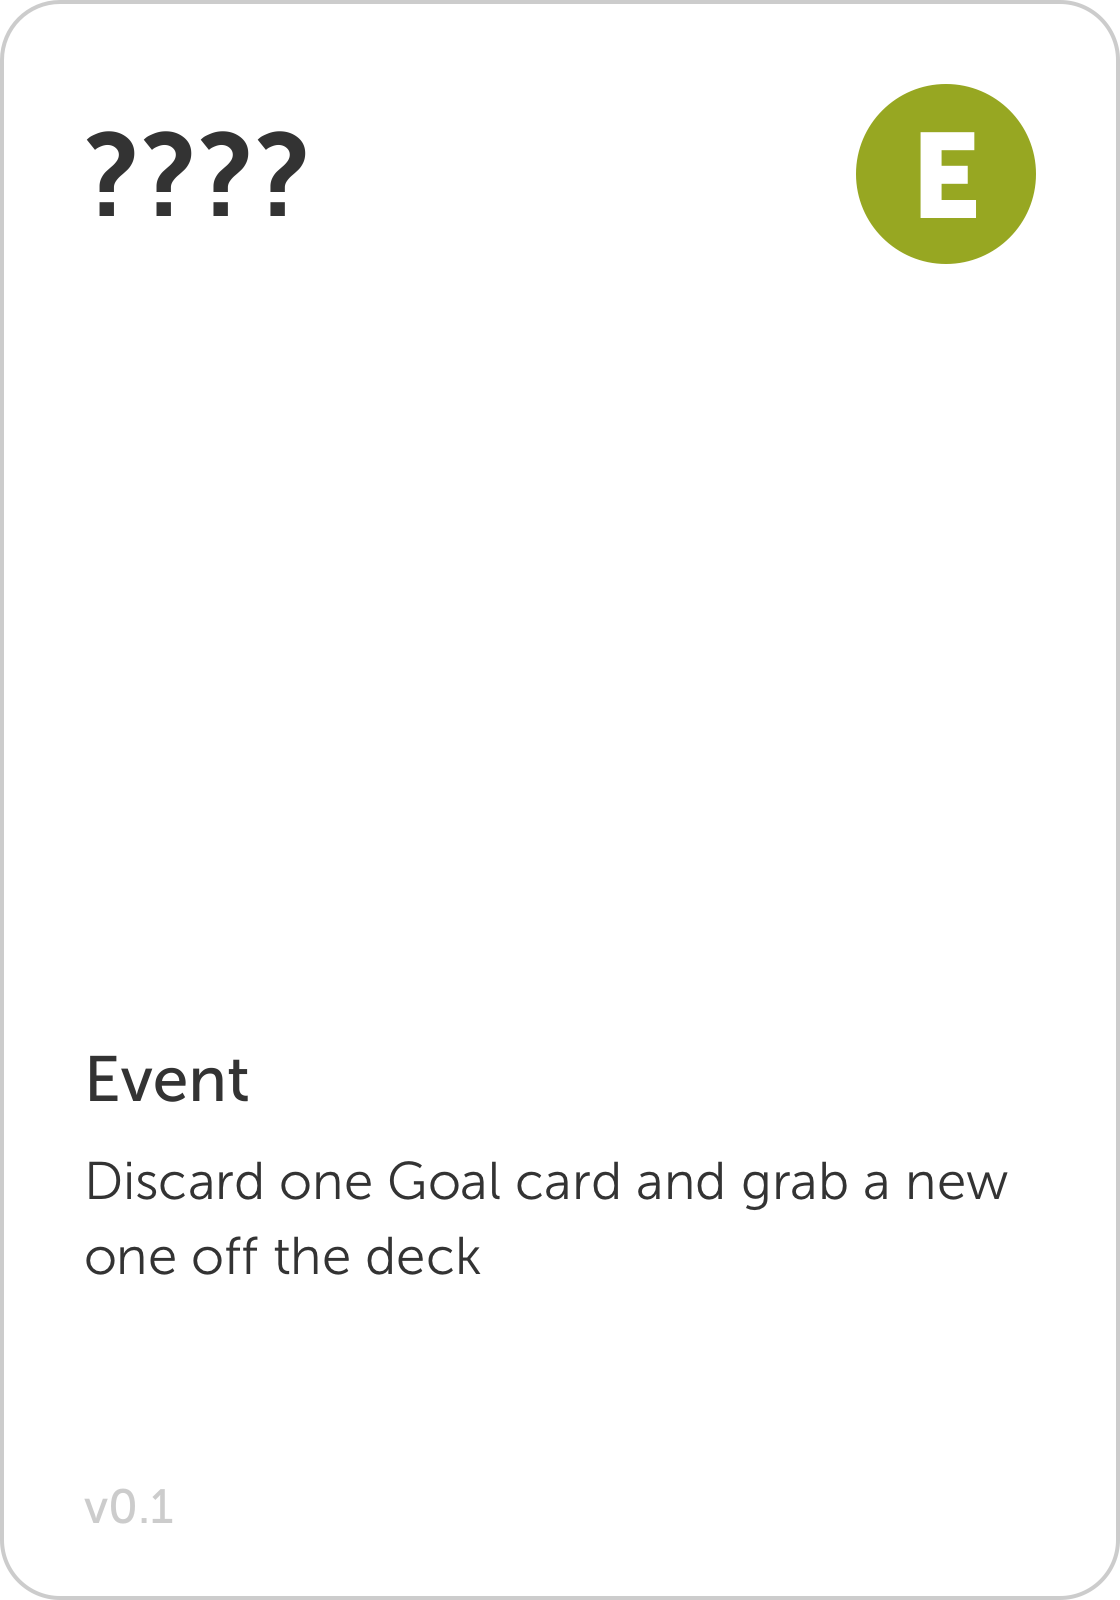 ????
E
Event
Discard one Goal card and grab a new
one off the deck
v0.1